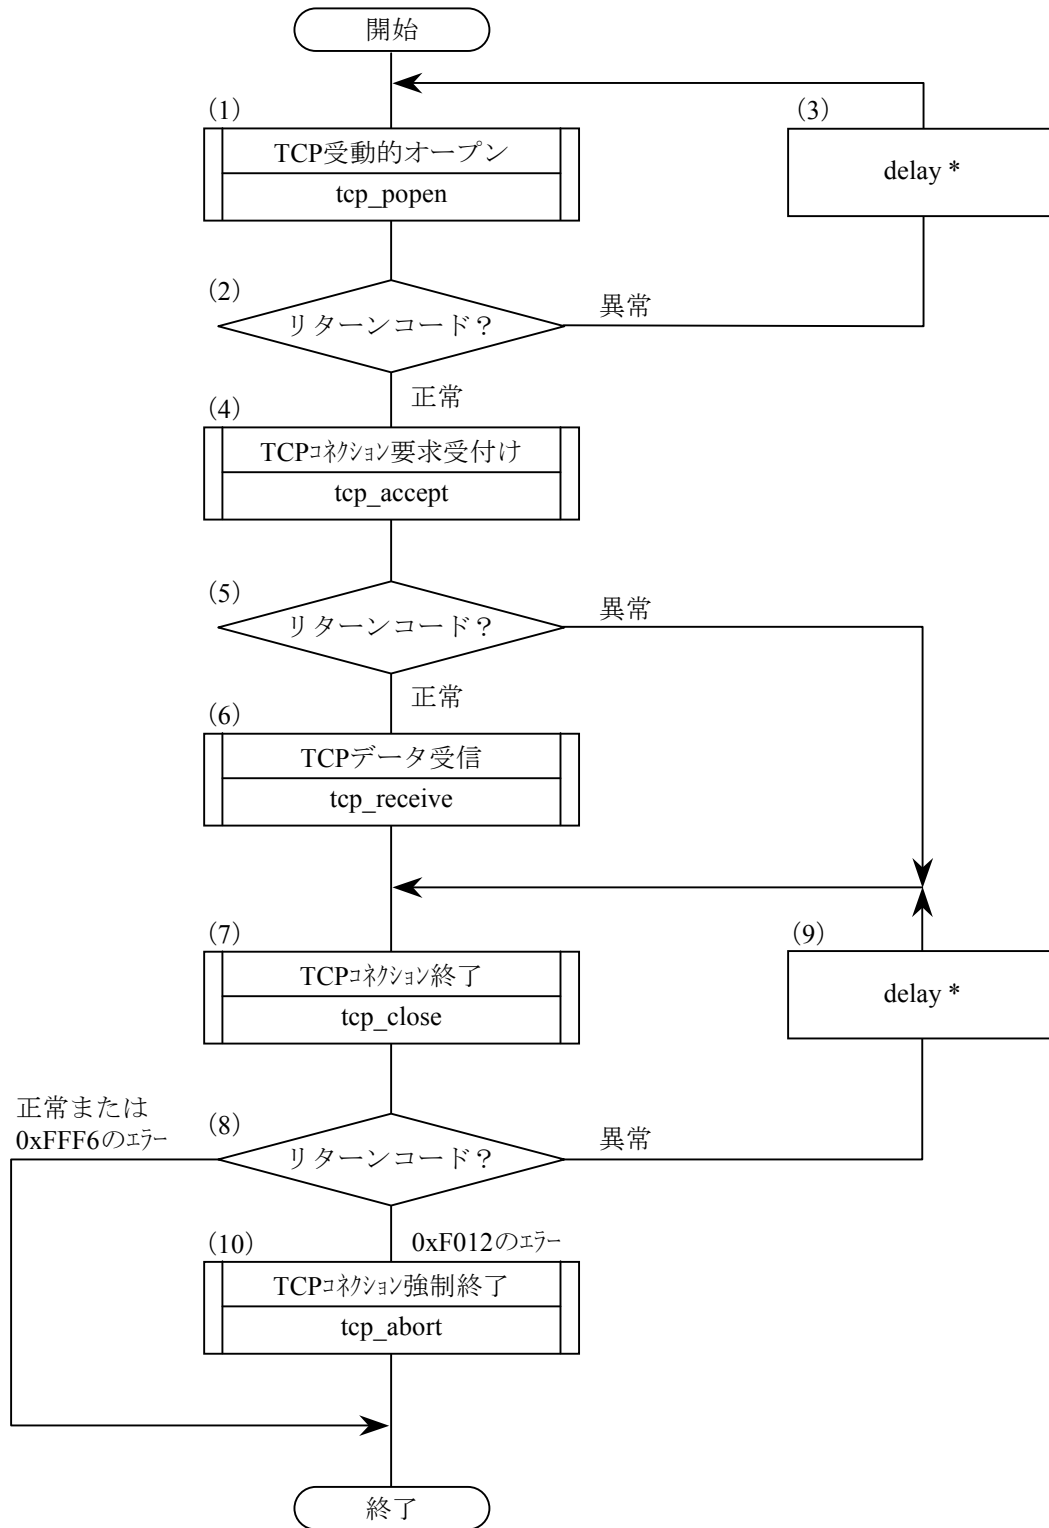 開始
(1)
TCP受動的オープン
tcp_popen
(3)
delay *
(2)
リターンコード？
異常
正常
(4)
TCPｺﾈｸｼｮﾝ要求受付け
tcp_accept
(5)
リターンコード？
異常
正常
(6)
TCPデータ受信
tcp_receive
(7)
TCPｺﾈｸｼｮﾝ終了
tcp_close
(9)
delay *
正常または
0xFFF6のｴﾗｰ
(8)
リターンコード？
異常
0xF012のｴﾗｰ
(10)
TCPｺﾈｸｼｮﾝ強制終了
tcp_abort
終了